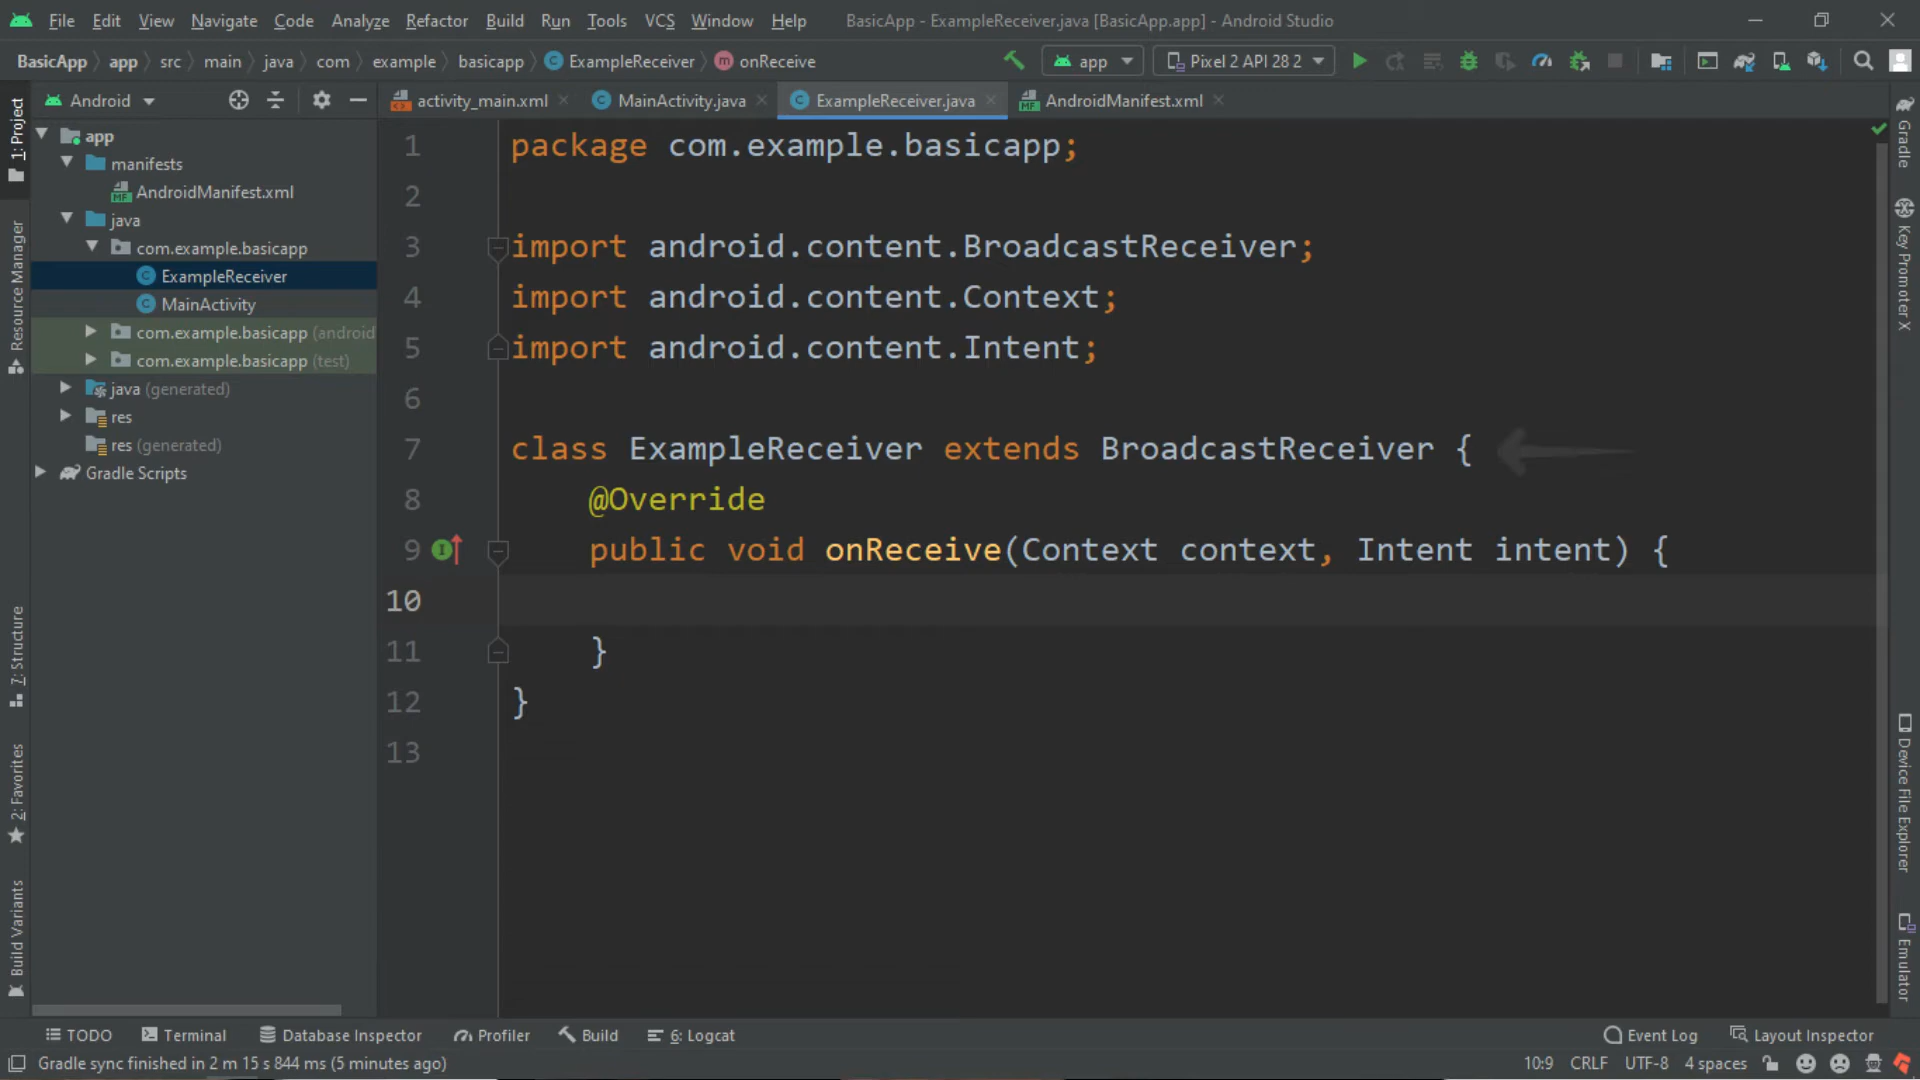 File Edit View Navigate Code Analyze Refactor Build Run Tools VCS Window Help BasicApp - ExampleReceiver.java [BasicApp.app] - Android Studio
BasicApp app src main java com example basicapp ExampleReceiver onReceive app Pixel 2 API 28 2
Android
activity_main.xml MainActivity.java ExampleReceiver.java AndroidManifest.xml
1: Project
Resource Manager
7: Structure
2: Favorites
Build Variants
app
manifests
AndroidManifest.xml
java
com.example.basicapp
ExampleReceiver
MainActivity
com.example.basicapp (android
com.example.basicapp (test)
java (generated)
res
res (generated)
Gradle Scripts
1 package com.example.basicapp;
2
3 import android.content.BroadcastReceiver;
4 import android.content.Context;
5 import android.content.Intent;
6
7 class ExampleReceiver extends BroadcastReceiver {
8 @Override
9 public void onReceive(Context context, Intent intent) {
10
11 }
12 }
13
Gradle
Key Promoter X
Device File Explorer
Emulator
TODO Terminal Database Inspector Profiler Build 6: Logcat Event Log Layout Inspector
Gradle sync finished in 2 m 15 s 844 ms (5 minutes ago) 10:9 CRLF UTF-8 4 spaces